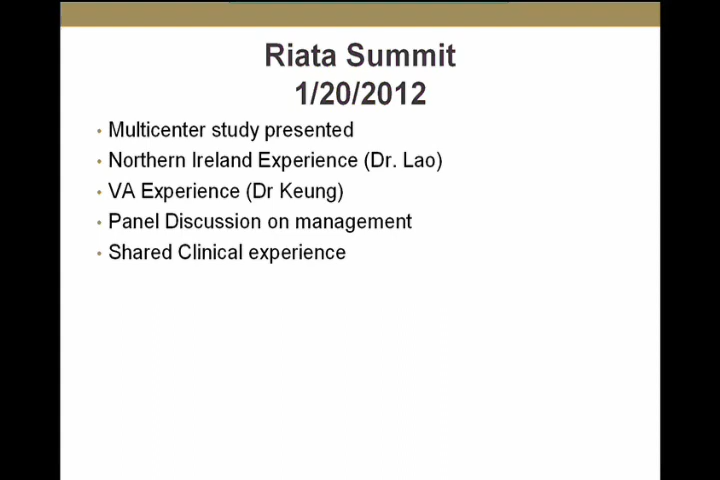 Riata Summit
1/20/2012
• Multicenter study presented
• Northern Ireland Experience (Dr. Lao)
• VA Experience (Dr Keung)
• Panel Discussion on management
• Shared Clinical experience